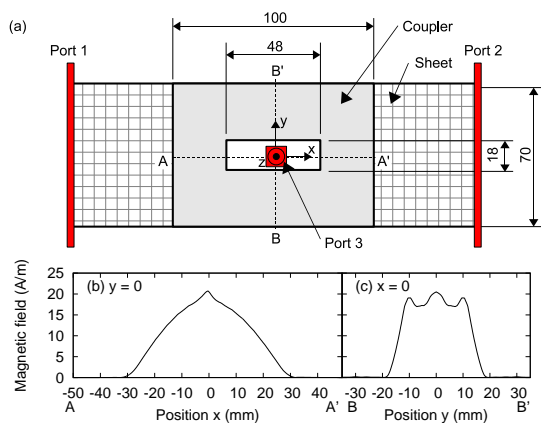 (a)
100
Port 1
48
Coupler
Port 2
B'
Sheet
y
A
x
A'
z
18
70
B
Port 3
Magnetic field (A/m)
25
20
15
10
5
0
(b) y = 0
(c) x = 0
-50 -40 -30 -20 -10 0 10 20 30 40
-30 -20 -10 0 10 20 30
A
Position x (mm)
A'
B
Position y (mm)
B'